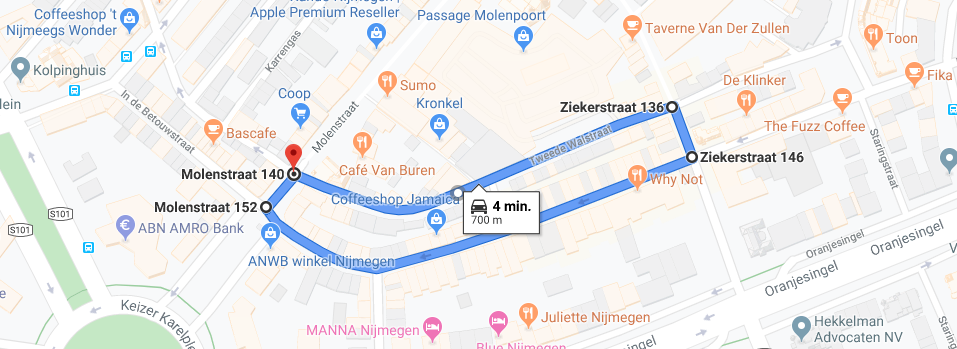 Coffeeshop 't
Nijmeegs Wonder
Apple Premium Reseller
Passage Molenpoort
Taverne Van Der Zullen
Toon
Kolpinghuis
Karrengas
Sumo
De Klinker
Fika
lein
In de Betouwstraat
Coop
Kronkel
Ziekerstraat 136
Molenstraat
Bascafe
The Fuzz Coffee
Tweede Walstraat
Café Van Buren
Ziekerstraat 146
Staringstraat
Molenstraat 140
Why Not
Coffeeshop Jamaica
4 min.
700 m
Molenstraat 152
S101
S101
ABN AMRO Bank
ANWB winkel Nijmegen
Oranjesingel
Oranjesingel
Oranjesingel
Keizer Karelple
MANNA Nijmegen
Juliette Nijmegen
Blue Nijmegen
Hekkelman
Advocaten NV